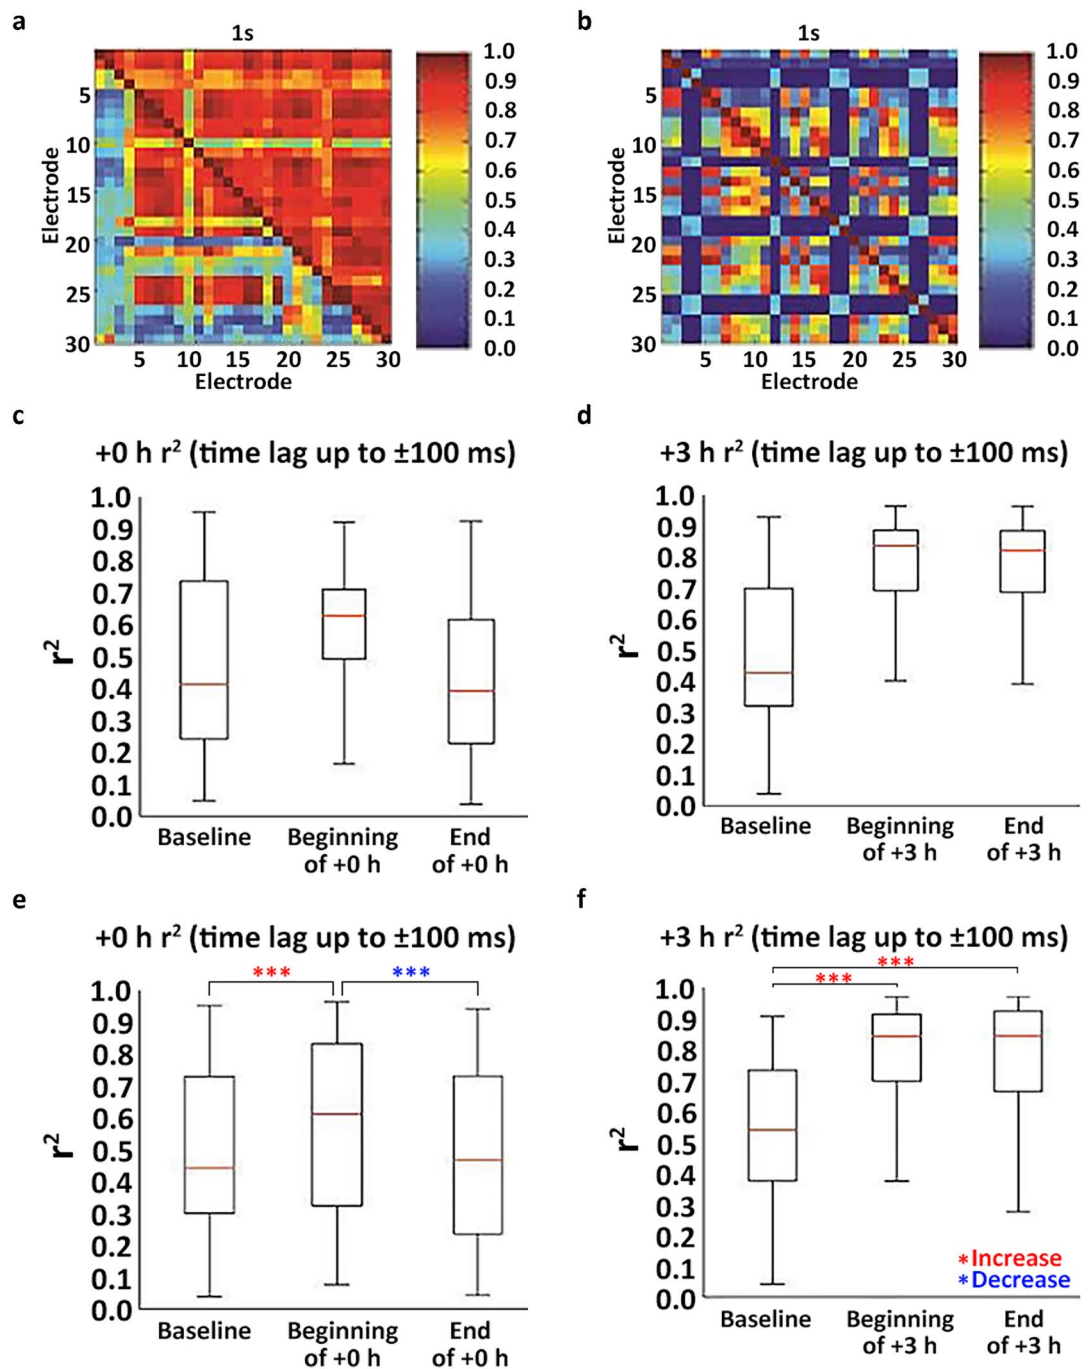 a
1s
1.0
0.9
0.8
0.7
0.6
0.5
0.4
0.3
0.2
0.1
0.0
Electrode
5
10
15
20
25
30
5 10 15 20 25 30
Electrode
b
1s
1.0
0.9
0.8
0.7
0.6
0.5
0.4
0.3
0.2
0.1
0.0
Electrode
5
10
15
20
25
30
5 10 15 20 25 30
Electrode
c
+0 h r² (time lag up to ±100 ms)
r²
1.0
0.9
0.8
0.7
0.6
0.5
0.4
0.3
0.2
0.1
0.0
Baseline Beginning End
of +0 h of +0 h
d
+3 h r² (time lag up to ±100 ms)
r²
1.0
0.9
0.8
0.7
0.6
0.5
0.4
0.3
0.2
0.1
0.0
Baseline Beginning End
of +3 h of +3 h
e
+0 h r² (time lag up to ±100 ms)
*** ***
r²
1.0
0.9
0.8
0.7
0.6
0.5
0.4
0.3
0.2
0.1
0.0
Baseline Beginning End
of +0 h of +0 h
f
+3 h r² (time lag up to ±100 ms)
***
***
r²
1.0
0.9
0.8
0.7
0.6
0.5
0.4
0.3
0.2
0.1
0.0
*Increase
*Decrease
Baseline Beginning End
of +3 h of +3 h